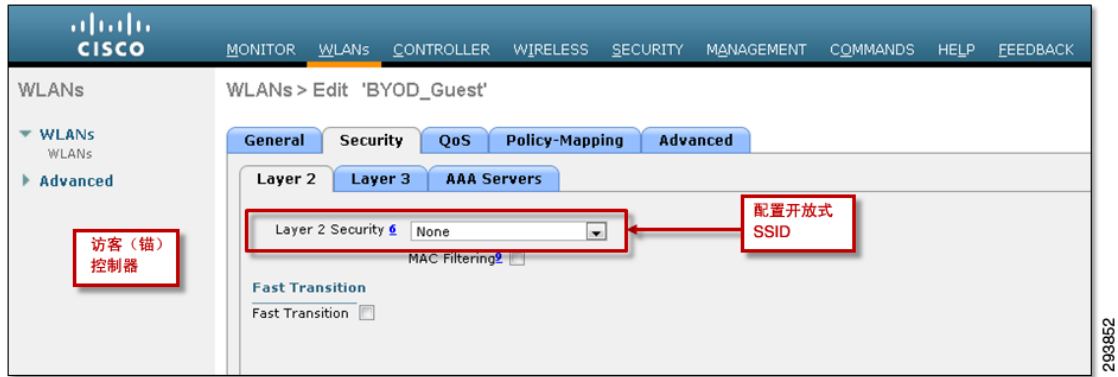 CISCO
MONITOR WLANs CONTROLLER WIRELESS SECURITY MANAGEMENT COMMANDS HELP FEEDBACK
WLANs
WLANs > Edit 'BYOD_Guest'
WLANs
WLANs
Advanced
General Security QoS Policy-Mapping Advanced
Layer 2 Layer 3 AAA Servers
Layer 2 Security 6 None
MAC Filtering 9
Fast Transition
Fast Transition
访客（锚）
控制器
配置开放式
SSID
293852